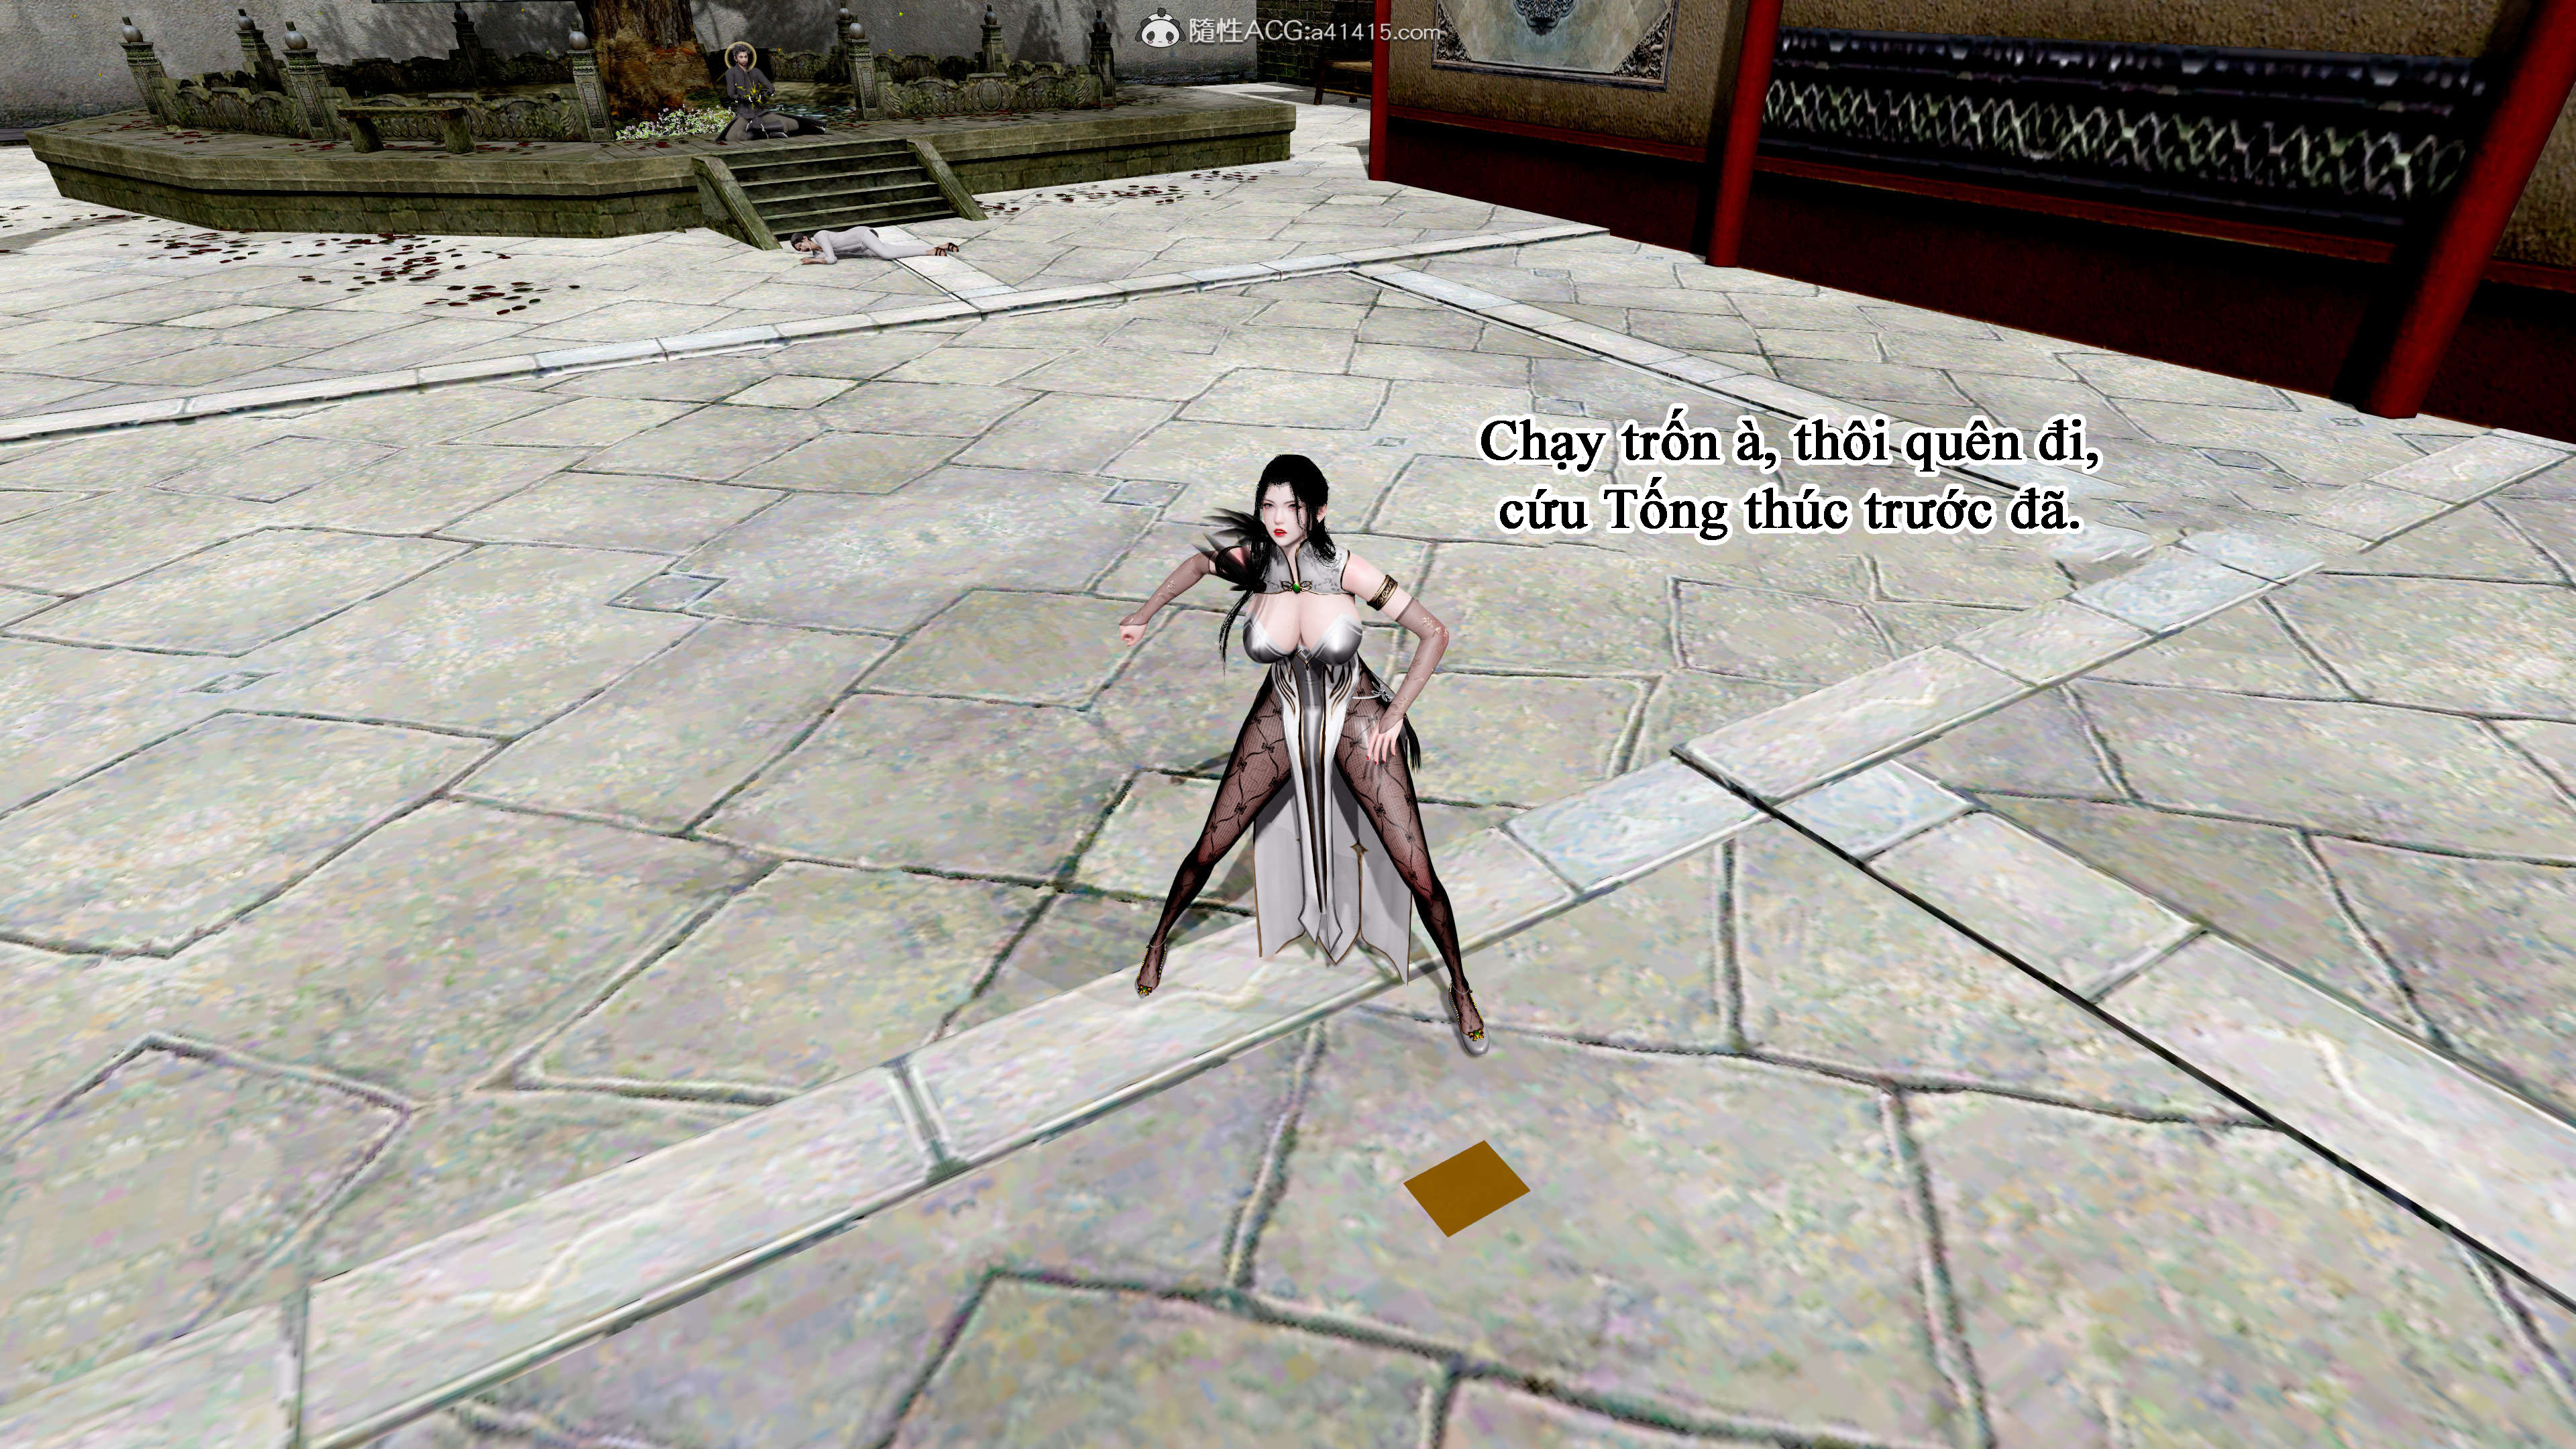 隨性ACG:a41415.com
Chạy trốn à, thôi quên đi,
cứu Tống thúc trước đã.